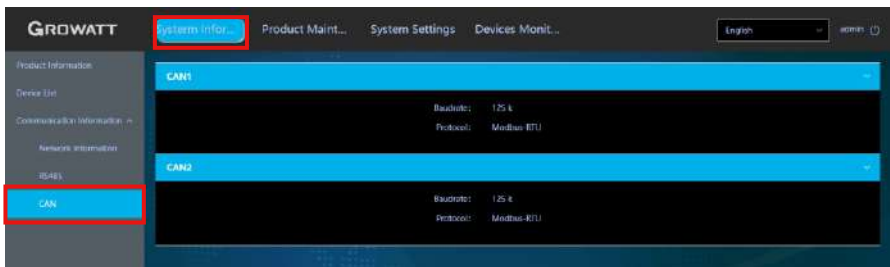 GROWATT
Systerm Infor...
Product Maint...
System Settings
Devices Monit...
English
admin
Product Information
Device List
Communication Information
Network Information
RS485
CAN
CAN1
Baudrate: 125 k
Protocol: Modbus-RTU
CAN2
Baudrate: 125 k
Protocol: Modbus-RTU